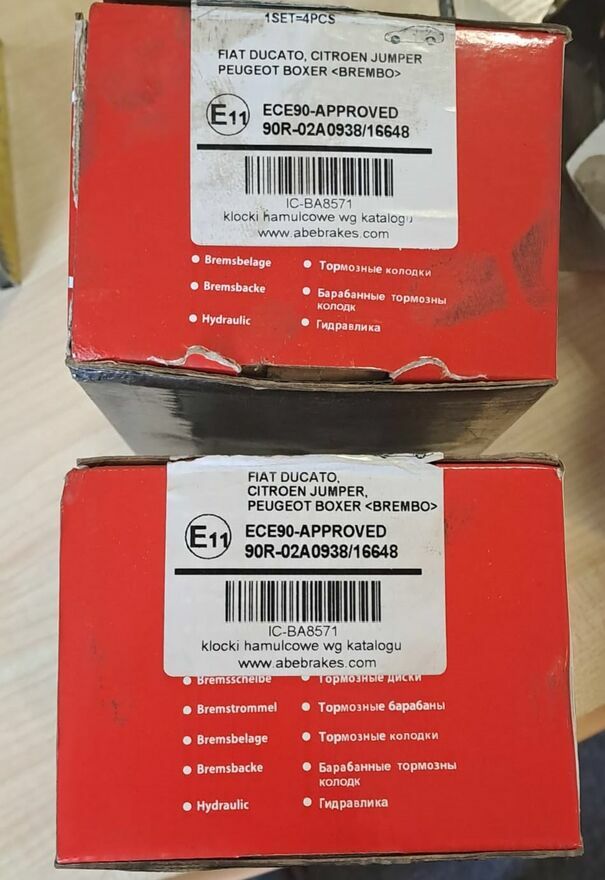 1SET=4PCS
FIAT DUCATO, CITROEN JUMPER
PEUGEOT BOXER <BREMBO>
E11
ECE90-APPROVED
90R-02A0938/16648
IC-BA8571
klocki hamulcowe wg katalogu
www.abebrakes.com
Bremsbelage
Тормозные колодки
Bremsbacke
Барабанные тормозны
колодк
Hydraulic
Гидравлика
FIAT DUCATO,
CITROEN JUMPER,
PEUGEOT BOXER <BREMBO>
E11
ECE90-APPROVED
90R-02A0938/16648
IC-BA8571
klocki hamulcowe wg katalogu
www.abebrakes.com
Bremsscheibe
Тормозные диски
Bremstrommel
Тормозные барабаны
Bremsbelage
Тормозные колодки
Bremsbacke
Барабанные тормозны
колодк
Hydraulic
Гидравлика